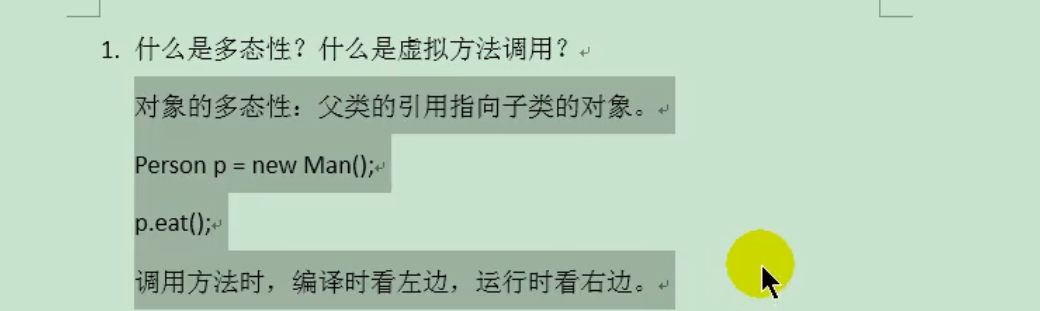 1. 什么是多态性？什么是虚拟方法调用？
对象的多态性：父类的引用指向子类的对象。
Person p = new Man();
p.eat();
调用方法时，编译时看左边，运行时看右边。